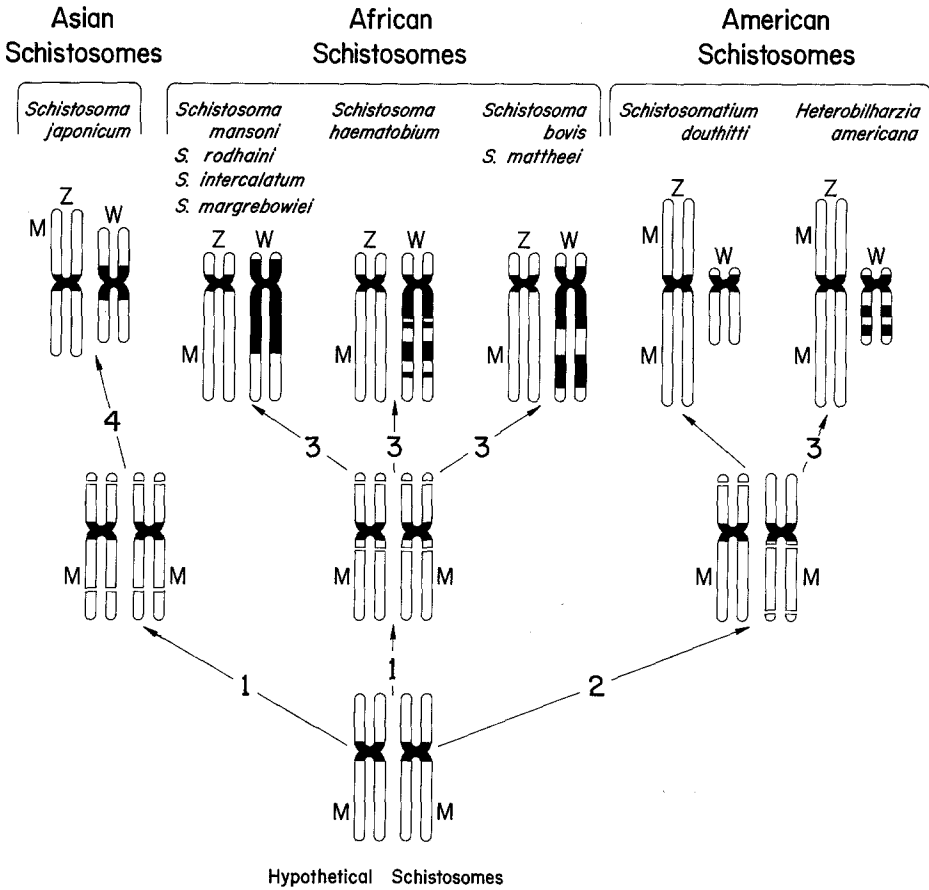 Asian
Schistosomes
African
Schistosomes
American
Schistosomes
Schistosoma
japonicum
Schistosoma
mansoni
S. rodhaini
S. intercalatum
S. margrebowiei
Schistosoma
haematobium
Schistosoma
bovis
S. mattheei
Schistosomatium
douthitti
Heterobilharzia
americana
Z
W
M
Z
W
M
Z
W
M
Z
W
M
Z
W
M
M
Z
W
M
M
4
3
3
3
3
M
M
M
M
M
M
1
1
2
M
M
Hypothetical Schistosomes